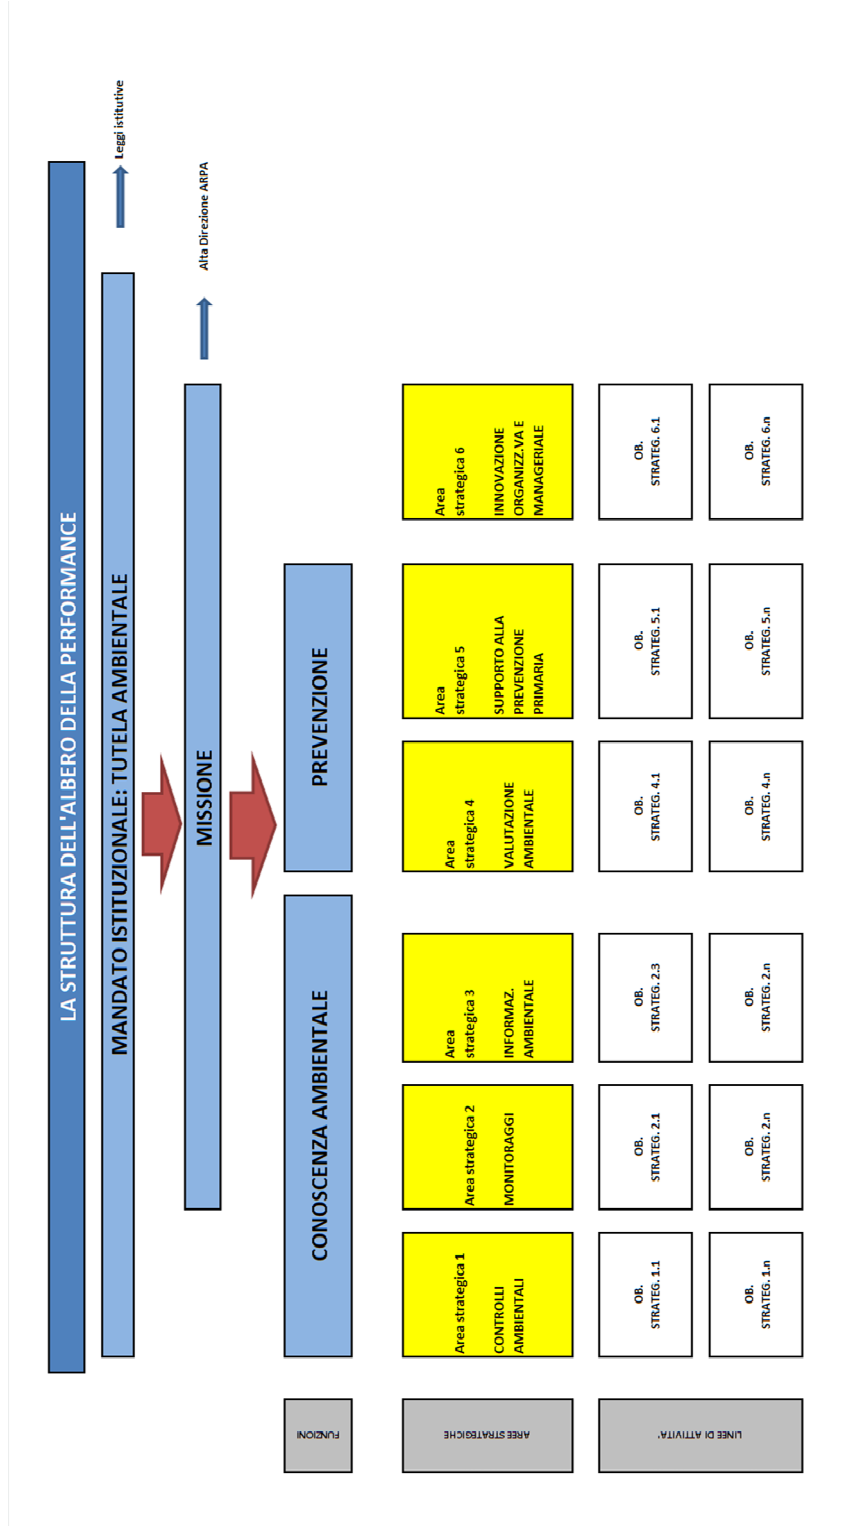 LA STRUTTURA DELL'ALBERO DELLA PERFORMANCE
MANDATO ISTITUZIONALE: TUTELA AMBIENTALE
Leggi istitutive
MISSIONE
Alta Direzione ARPA
FUNZIONI
CONOSCENZA AMBIENTALE
PREVENZIONE
AREE STRATEGICHE
Area strategica 1
CONTROLLI
AMBIENTALI
Area strategica 2
MONITORAGGI
Area
strategica 3
INFORMAZ.
AMBIENTALE
Area
strategica 4
VALUTAZIONE
AMBIENTALE
Area
strategica 5
SUPPORTO ALLA
PREVENZIONE
PRIMARIA
Area
strategica 6
INNOVAZIONE
ORGANIZZ.VA E
MANAGERIALE
LINEE DI ATTIVITA'
OB.
STRATEG. 1.1
OB.
STRATEG. 2.1
OB.
STRATEG. 2.3
OB.
STRATEG. 4.1
OB.
STRATEG. 5.1
OB.
STRATEG. 6.1
OB.
STRATEG. 1.n
OB.
STRATEG. 2.n
OB.
STRATEG. 2.n
OB.
STRATEG. 4.n
OB.
STRATEG. 5.n
OB.
STRATEG. 6.n